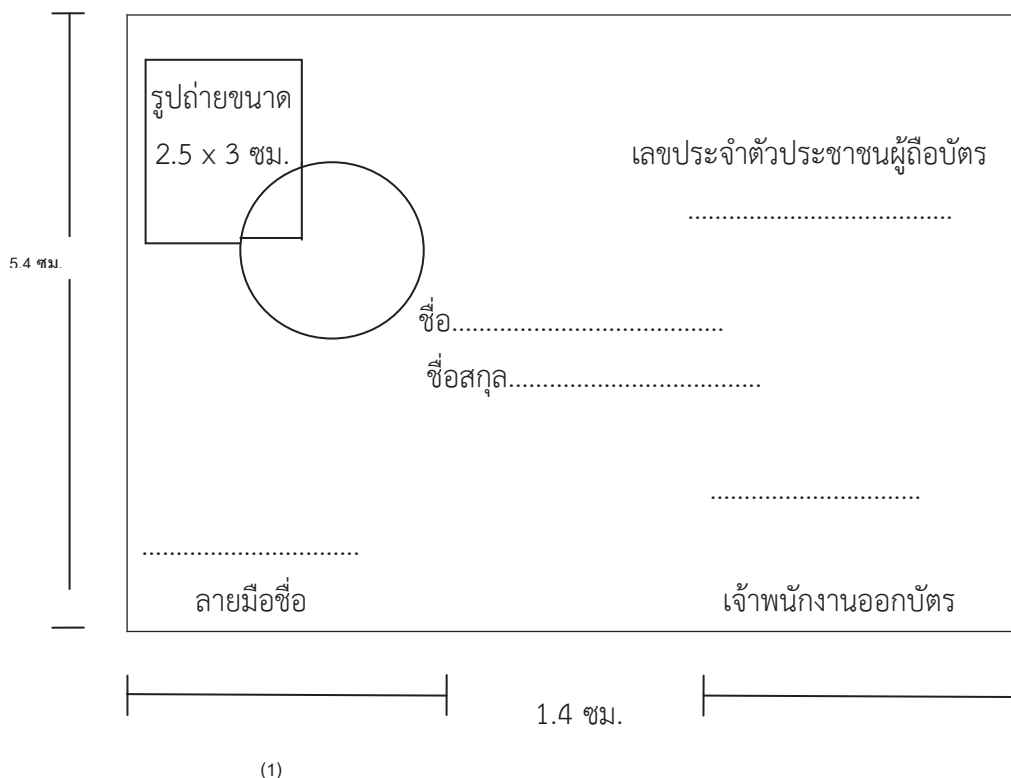 รูปถ่ายขนาด
2.5 x 3 ซม.
เลขประจำตัวประชาชนผู้ถือบัตร
.......................................
5.4 ซม.
ชื่อ........................................
ชื่อสกุล.....................................
...............................
................................
ลายมือชื่อ
เจ้าพนักงานออกบัตร
1.4 ซม.
(1)